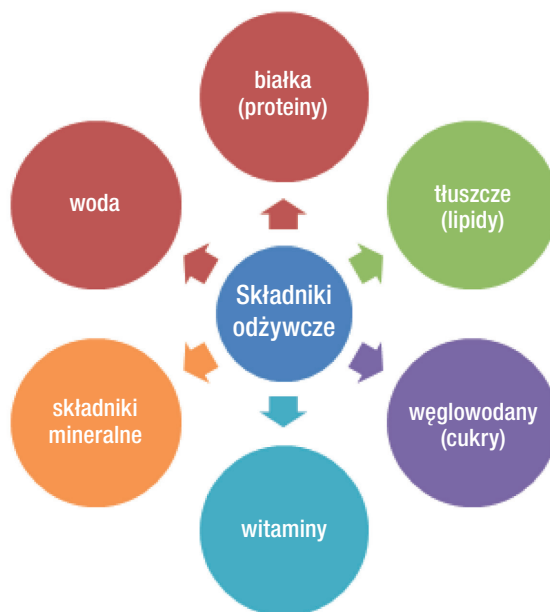 białka
(proteiny)
woda
tłuszcze
(lipidy)
Składniki
odżywcze
składniki
mineralne
węglowodany
(cukry)
witaminy